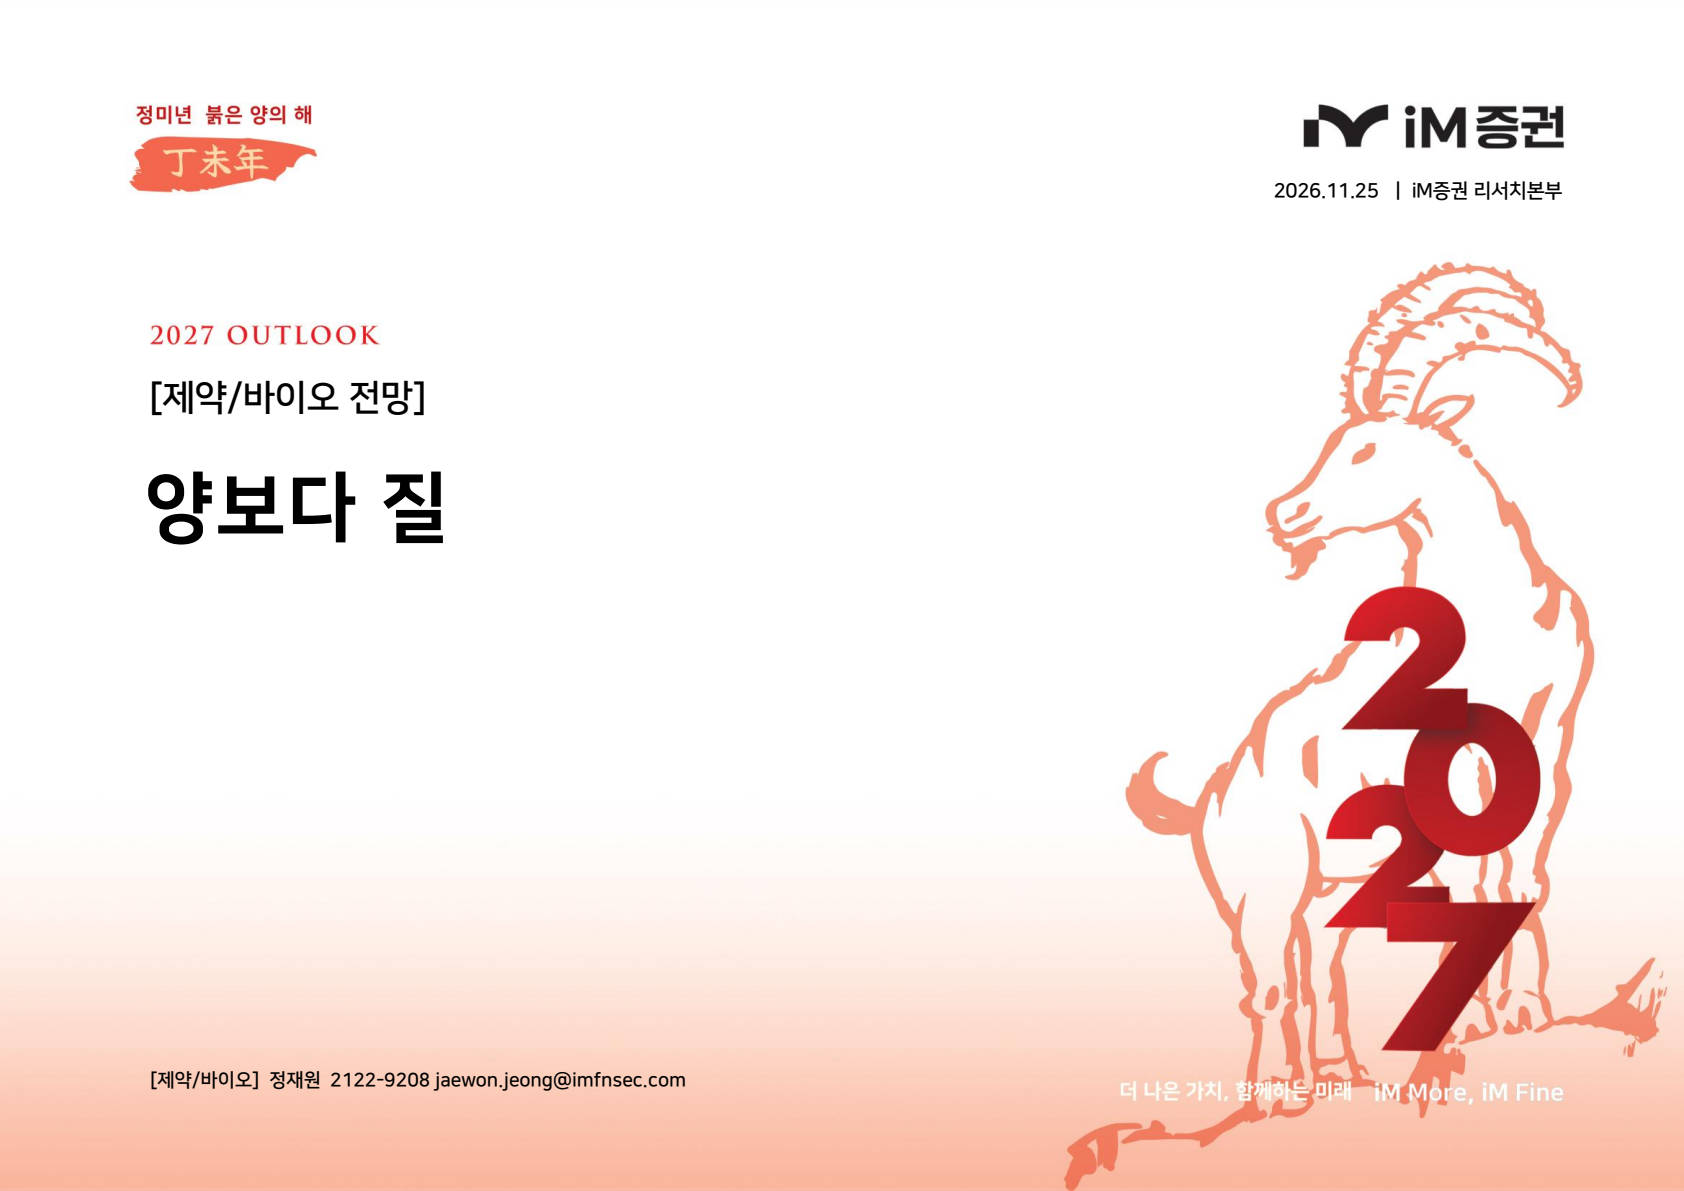 정미년 붉은 양의 해
丁未年
iM증권
2026.11.25 | iM증권 리서치본부
2027 OUTLOOK
[제약/바이오 전망]
양보다 질
2027
[제약/바이오] 정재원 2122-9208 jaewon.jeong@imfnsec.com
더 나은 가치, 함께하는 미래 iM More, iM Fine